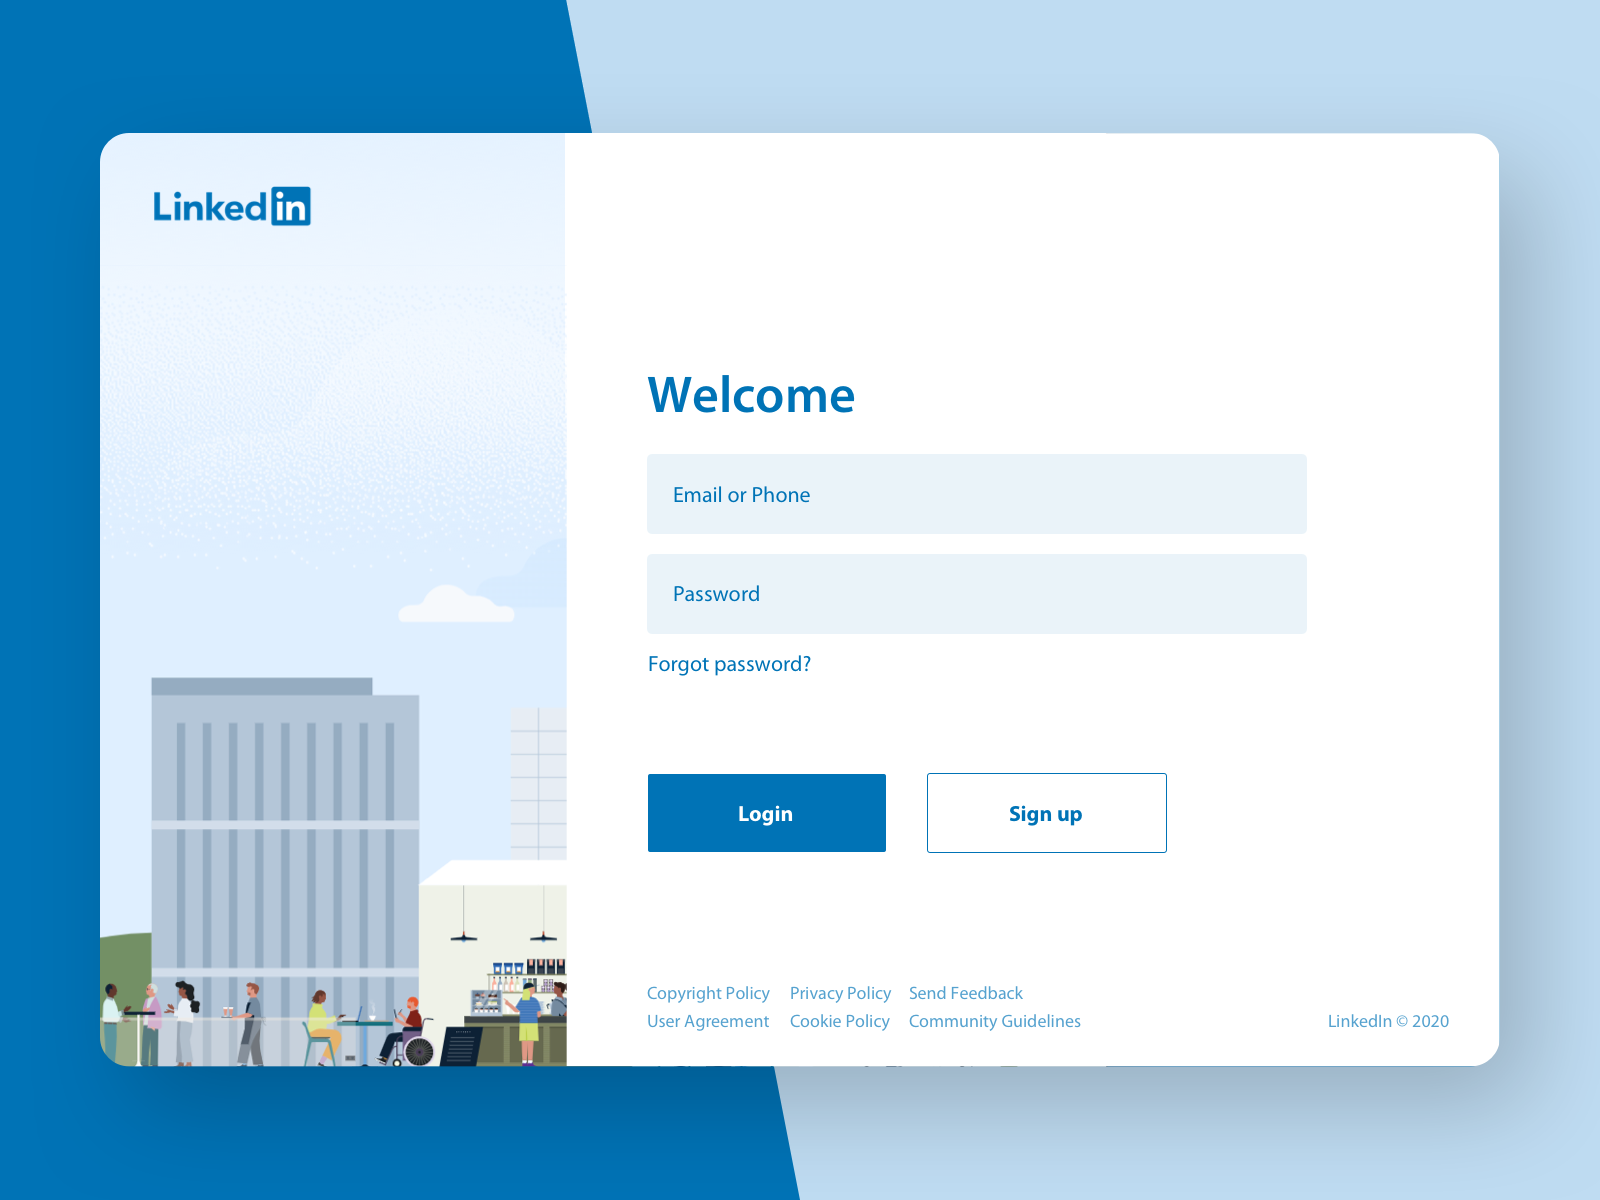 Linkedin
Welcome
Email or Phone
Password
Forgot password?
Login
Sign up
Copyright Policy Privacy Policy Send Feedback
User Agreement Cookie Policy Community Guidelines
LinkedIn © 2020